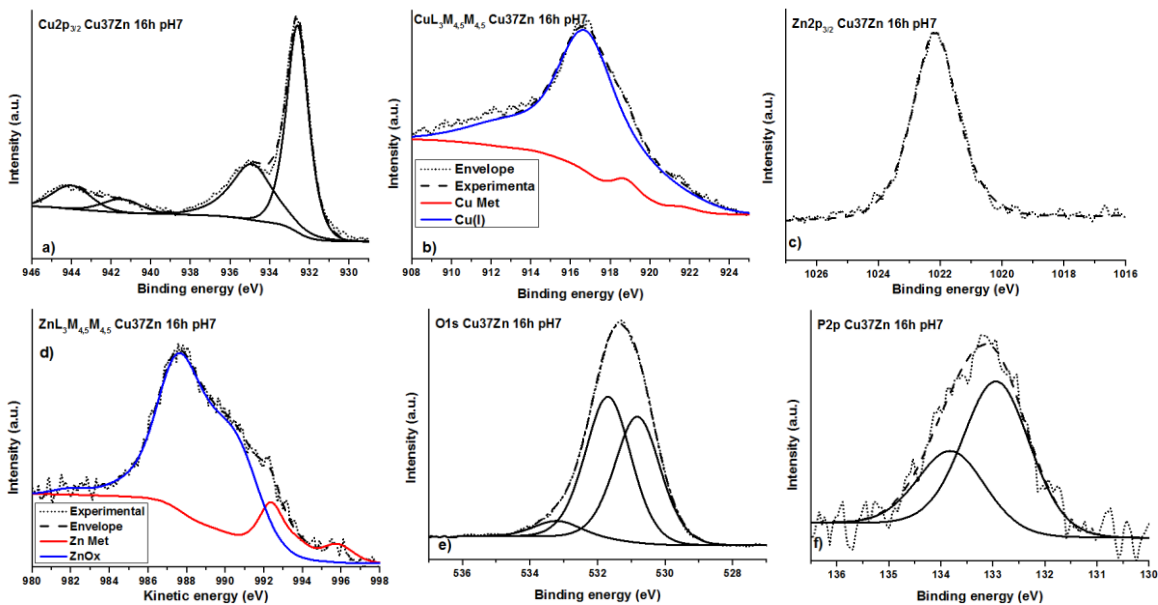 Cu2p3/2 Cu37Zn 16h pH7
Intensity (a.u.)
a)
946 944 942 940 938 936 934 932 930
Binding energy (eV)
CuL3M4,5M4,5 Cu37Zn 16h pH7
Intensity (a.u.)
Envelope
Experimenta
Cu Met
Cu(I)
b)
908 910 912 914 916 918 920 922 924
Binding energy (eV)
Zn2p3/2 Cu37Zn 16h pH7
Intensity (a.u.)
c)
1026 1024 1022 1020 1018 1016
Binding energy (eV)
ZnL3M4,5M4,5 Cu37Zn 16h pH7
d)
Intensity (a.u.)
Experimental
Envelope
Zn Met
ZnOx
980 982 984 986 988 990 992 994 996 998
Kinetic energy (eV)
O1s Cu37Zn 16h pH7
Intensity (a.u.)
e)
536 534 532 530 528
Binding energy (eV)
P2p Cu37Zn 16h pH7
Intensity (a.u.)
f)
136 135 134 133 132 131 130
Binding energy (eV)